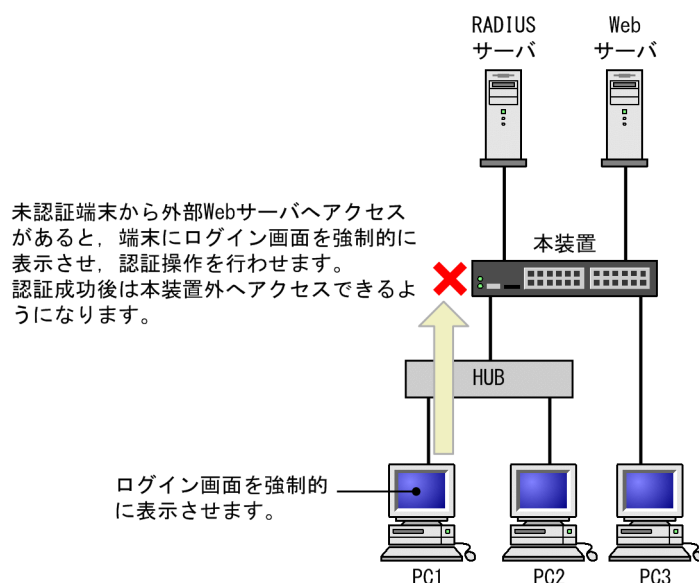 RADIUS
サーバ
Web
サーバ
未認証端末から外部Webサーバへアクセス
があると，端末にログイン画面を強制的に
表示させ，認証操作を行わせます。
認証成功後は本装置外へアクセスできるよ
うになります。
本装置
HUB
ログイン画面を強制的
に表示させます。
PC1
PC2
PC3